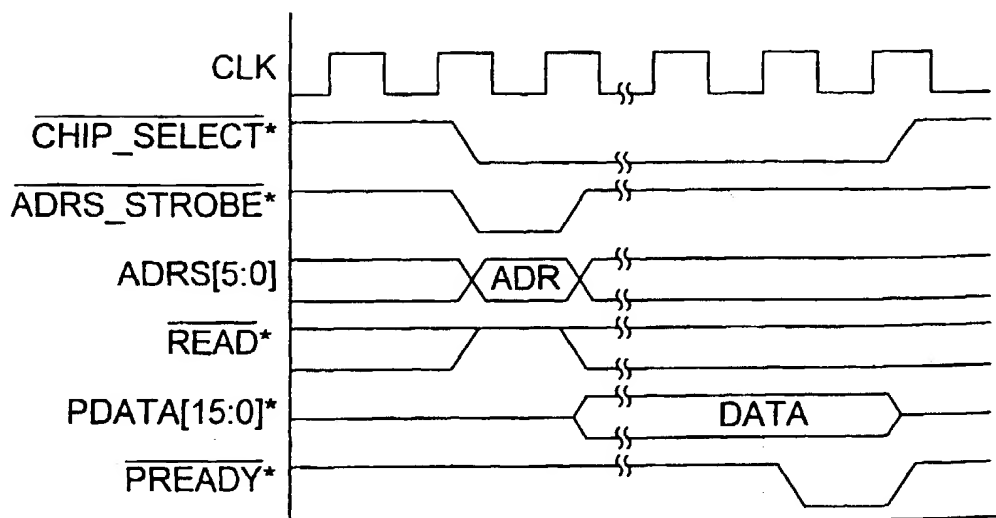 CLK
CHIP_SELECT*
ADRS_STROBE*
ADRS[5:0]
ADR
READ*
PDATA[15:0]*
DATA
PREADY*